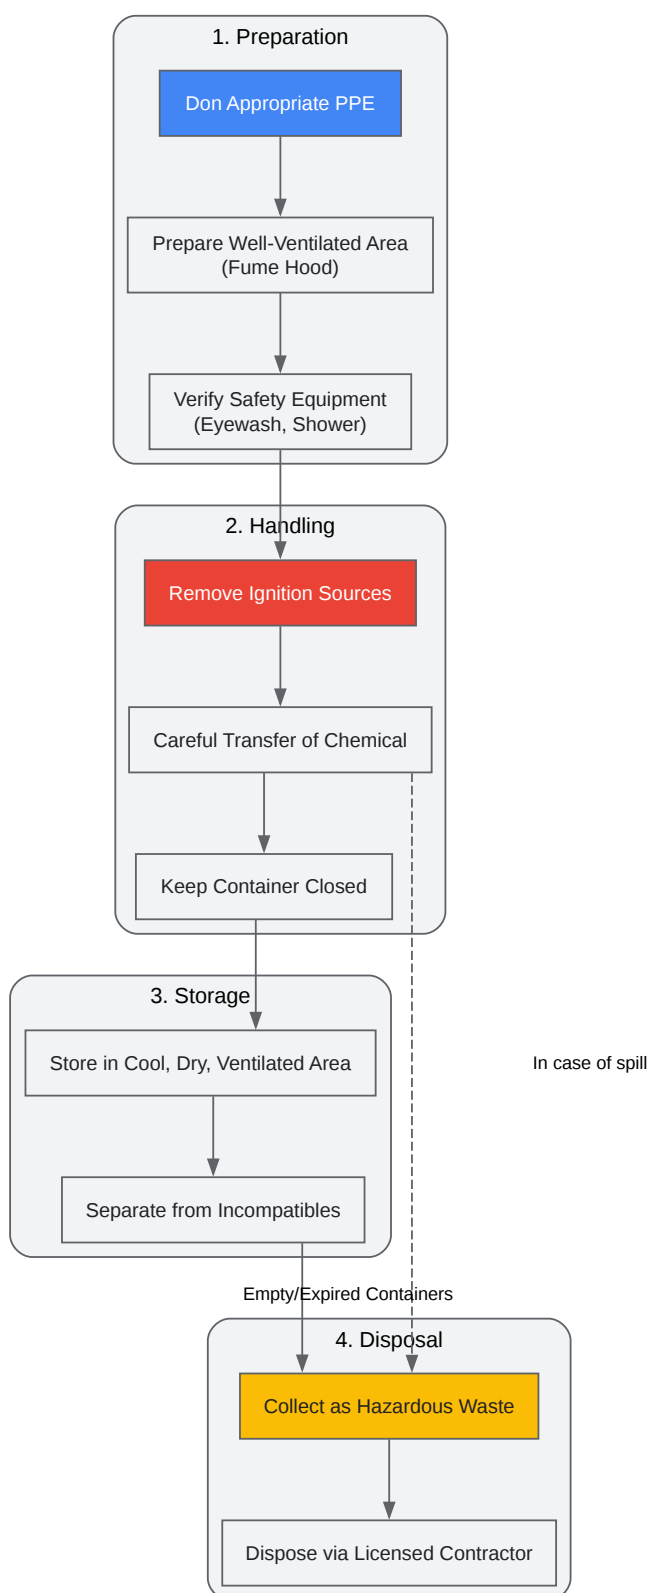 1. Preparation
Don Appropriate PPE
Prepare Well-Ventilated Area
(Fume Hood)
Verify Safety Equipment
(Eyewash, Shower)
2. Handling
Remove Ignition Sources
Careful Transfer of Chemical
Keep Container Closed
3. Storage
Store in Cool, Dry, Ventilated Area
In case of spill
Separate from Incompatibles
Empty/Expired Containers
4. Disposal
Collect as Hazardous Waste
Dispose via Licensed Contractor